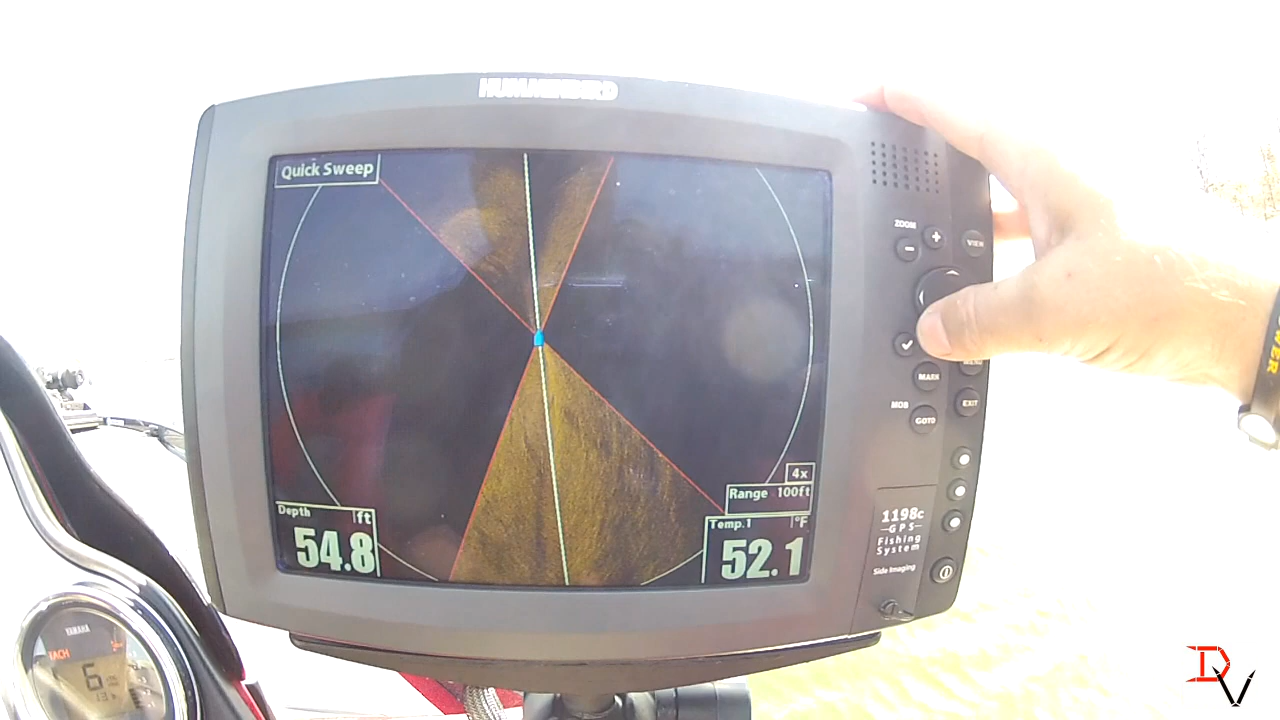 HUMMINBIRD
Quick Sweep
ZOOM
+
-
VIEW
4x
Range 100ft
MARK
MOB
GOTO
EXIT
Depth ft
54.8
Temp.1 °F
52.1
1198c
GPS
Fishing
System
Side Imaging
YAMAHA
TACH
6
DV